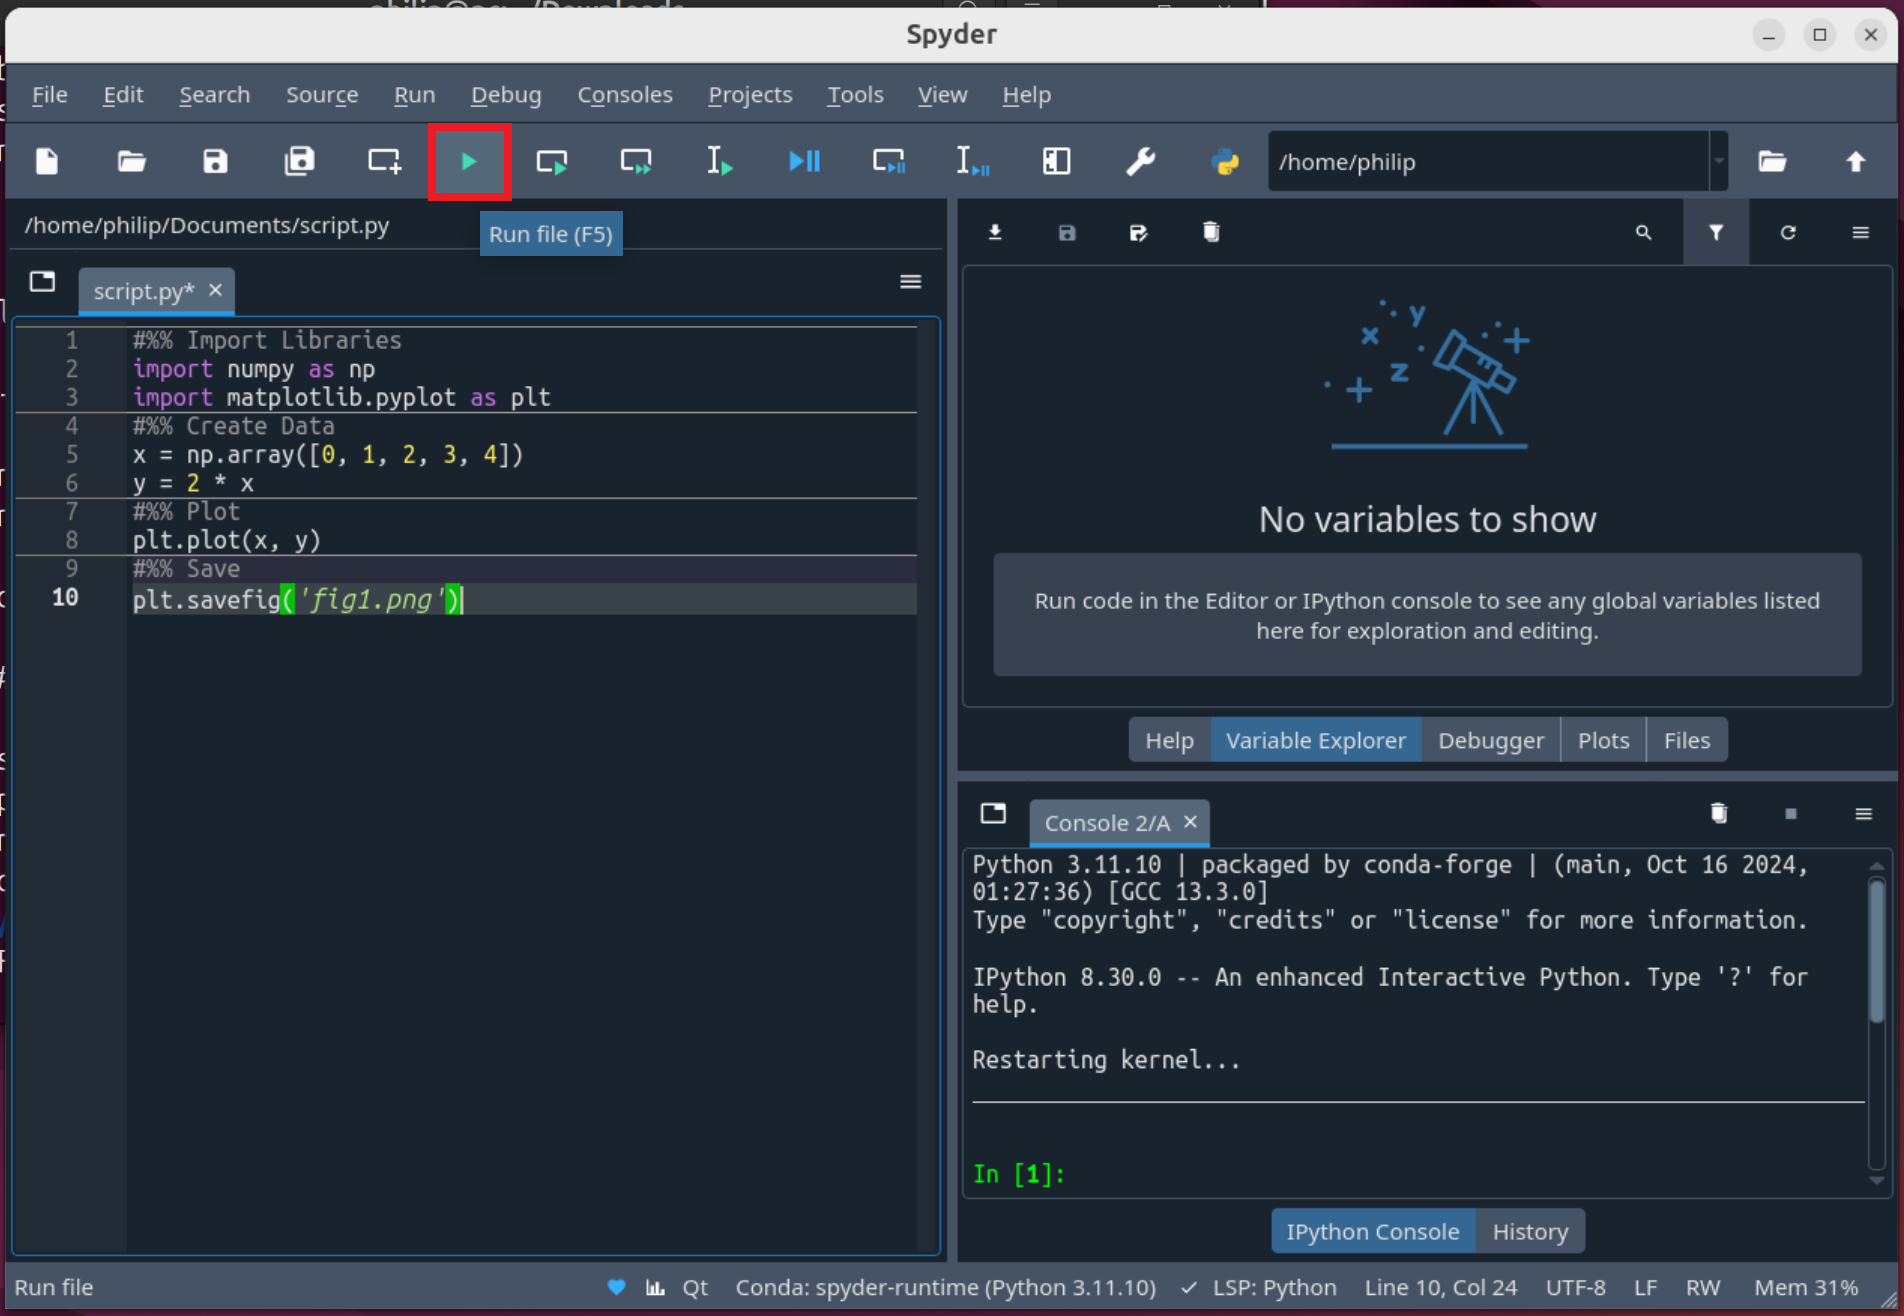 Spyder
File Edit Search Source Run Debug Consoles Projects Tools View Help
/home/philip
/home/philip/Documents/script.py
Run file (F5)
script.py*
1 #%% Import Libraries
2 import numpy as np
3 import matplotlib.pyplot as plt
4 #%% Create Data
5 x = np.array([0, 1, 2, 3, 4])
6 y = 2 * x
7 #%% Plot
8 plt.plot(x, y)
9 #%% Save
10 plt.savefig('fig1.png')
x y z
No variables to show
Run code in the Editor or IPython console to see any global variables listed
here for exploration and editing.
Help Variable Explorer Debugger Plots Files
Console 2/A
Python 3.11.10 | packaged by conda-forge | (main, Oct 16 2024,
01:27:36) [GCC 13.3.0]
Type "copyright", "credits" or "license" for more information.
IPython 8.30.0 -- An enhanced Interactive Python. Type '?' for
help.
Restarting kernel...
In [1]:
IPython Console History
Run file Qt Conda: spyder-runtime (Python 3.11.10) LSP: Python Line 10, Col 24 UTF-8 LF RW Mem 31%